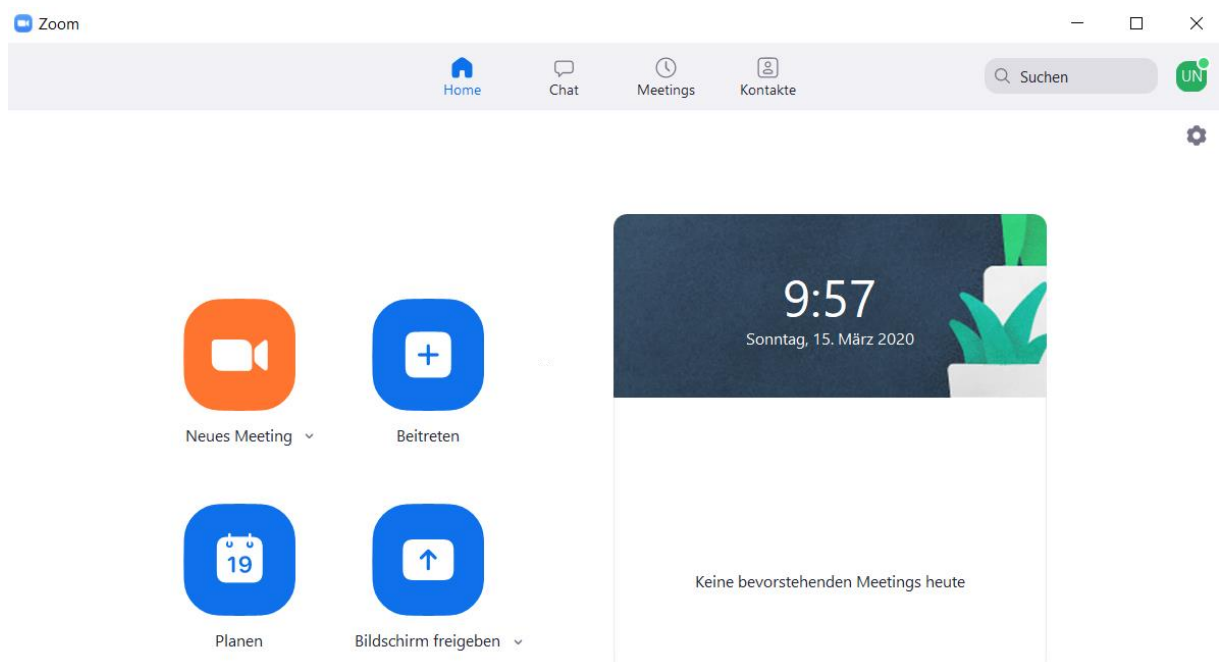 Zoom
Home
Chat
Meetings
Kontakte
Suchen
UN
9:57
Sonntag, 15. März 2020
Neues Meeting
Beitreten
19
Planen
Bildschirm freigeben
Keine bevorstehenden Meetings heute